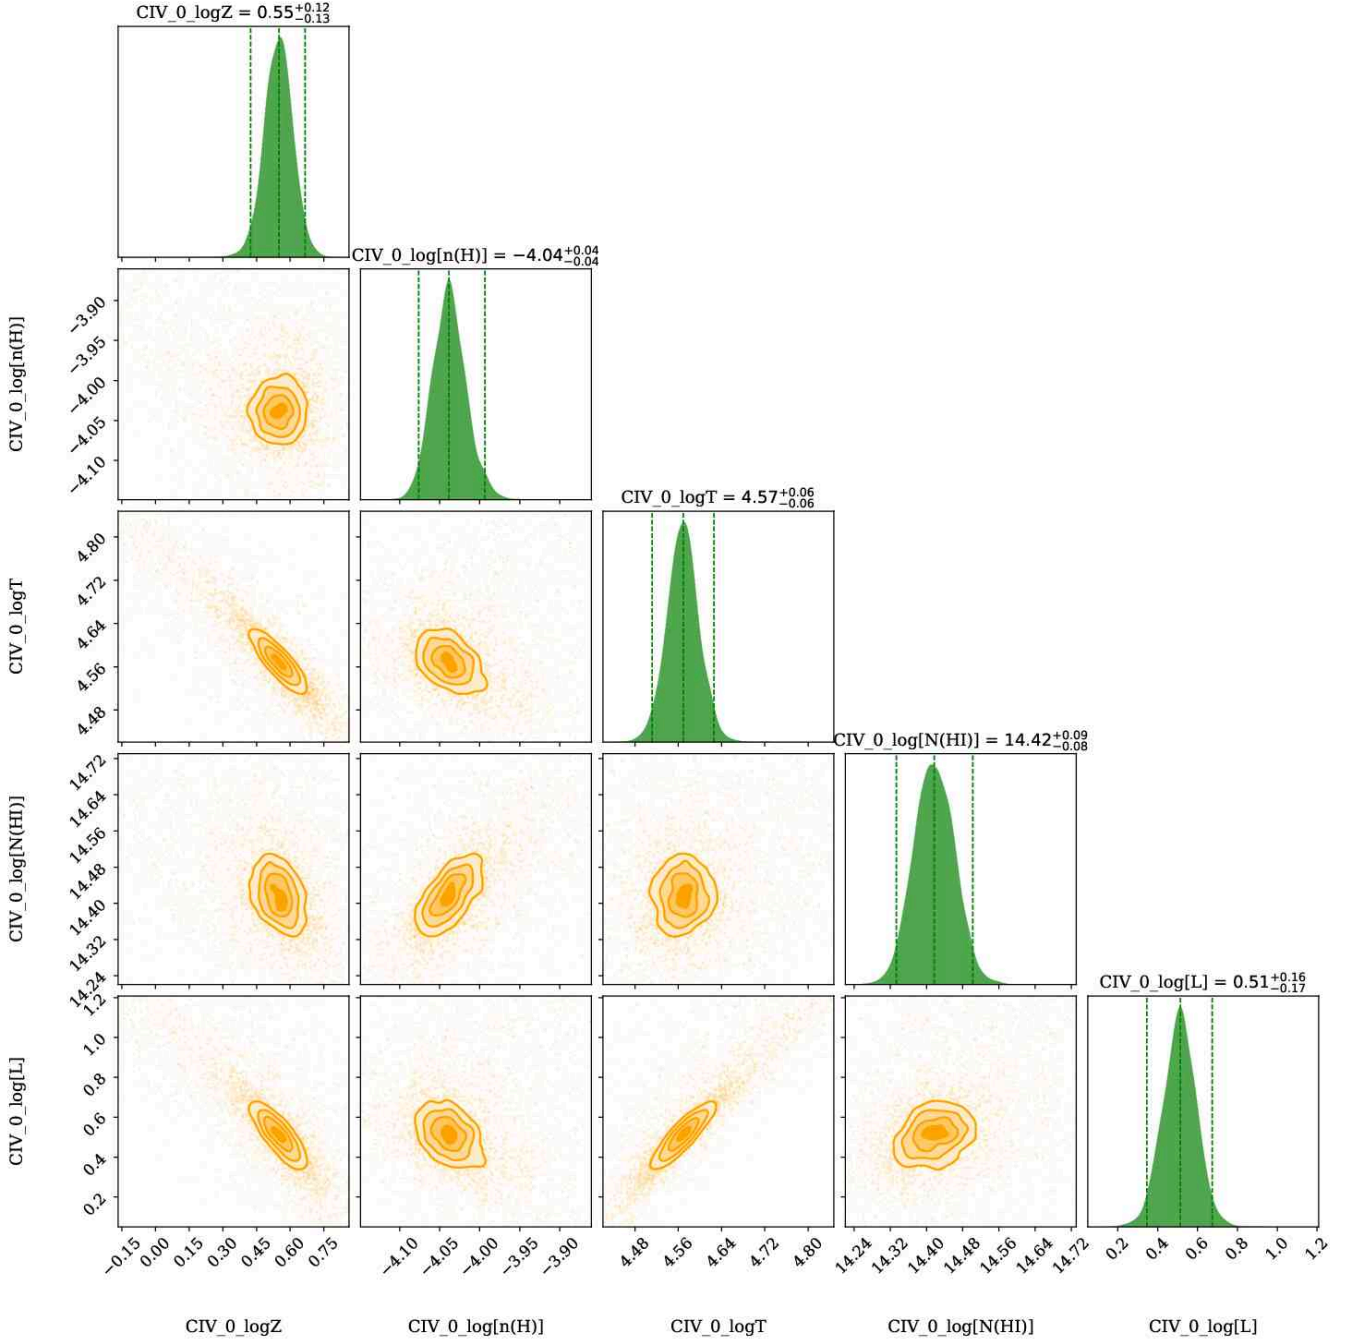 CIV_0_logZ = 0.55+0.12−0.13
CIV_0_log[n(H)] = −4.04+0.04−0.04
−3.90
−3.95
−4.00
−4.05
−4.10
CIV_0_log[n(H)]
CIV_0_logT = 4.57+0.06−0.06
4.80
4.72
4.64
4.56
4.48
CIV_0_logT
CIV_0_log[N(HI)] = 14.42+0.09−0.08
14.72
14.64
14.56
14.48
14.40
14.32
14.24
CIV_0_log[N(HI)]
CIV_0_log[L] = 0.51+0.16−0.17
1.2
1.0
0.8
0.6
0.4
0.2
CIV_0_log[L]
−0.15 0.00 0.15 0.30 0.45 0.60 0.75
−4.10 −4.05 −4.00 −3.95 −3.90
4.48 4.56 4.64 4.72 4.80
14.24 14.32 14.40 14.48 14.56 14.64 14.72
0.2 0.4 0.6 0.8 1.0 1.2
CIV_0_logZ
CIV_0_log[n(H)]
CIV_0_logT
CIV_0_log[N(HI)]
CIV_0_log[L]